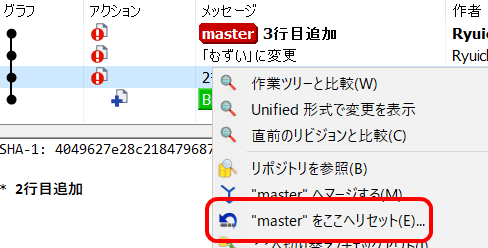 グラフ アクション メッセージ 作者
master 3行目追加 Ryuic
「むずい」に変更 Ryuich
2
B
作業ツリーと比較(W)
Unified 形式で変更を表示
直前のリビジョンと比較(C)
SHA-1: 4049627e28c218479687
リポジトリを参照(B)
* 2行目追加
"master" へマージする(M)...
"master" をここへリセット(E)...